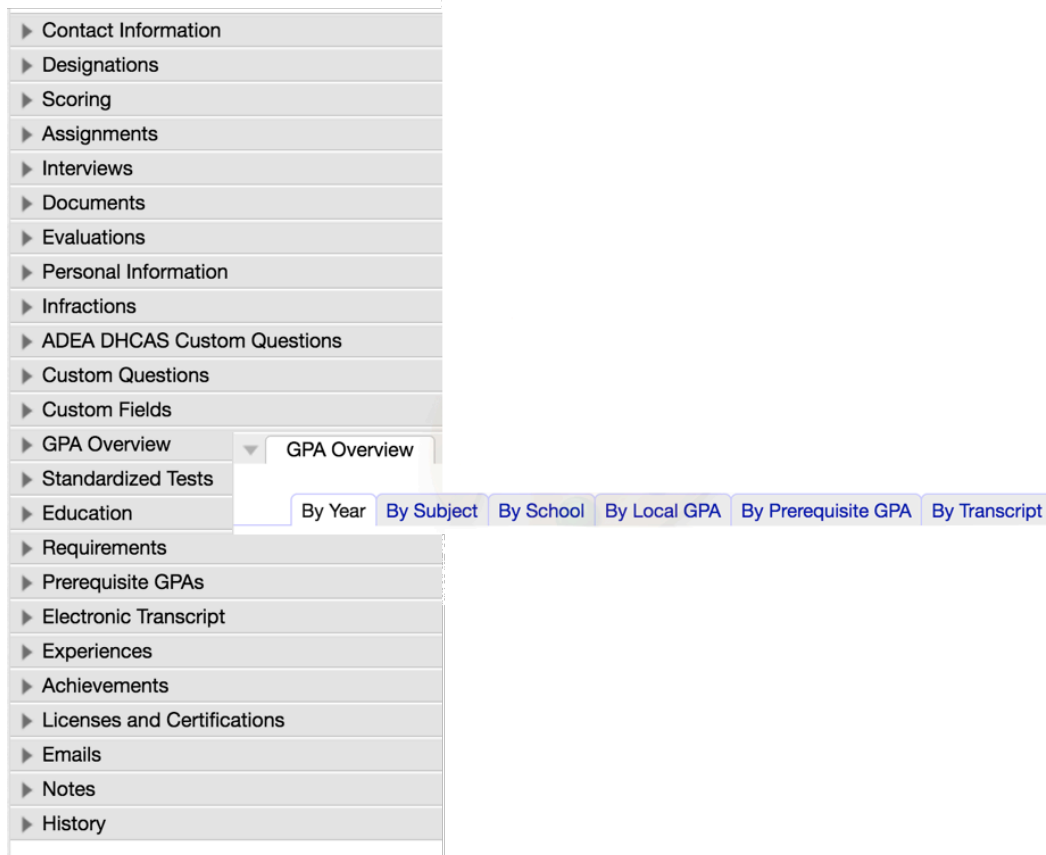 Contact Information
Designations
Scoring
Assignments
Interviews
Documents
Evaluations
Personal Information
Infractions
ADEA DHCAS Custom Questions
Custom Questions
Custom Fields
GPA Overview
GPA Overview
Standardized Tests
By Year By Subject By School By Local GPA By Prerequisite GPA By Transcript
Education
Requirements
Prerequisite GPAs
Electronic Transcript
Experiences
Achievements
Licenses and Certifications
Emails
Notes
History